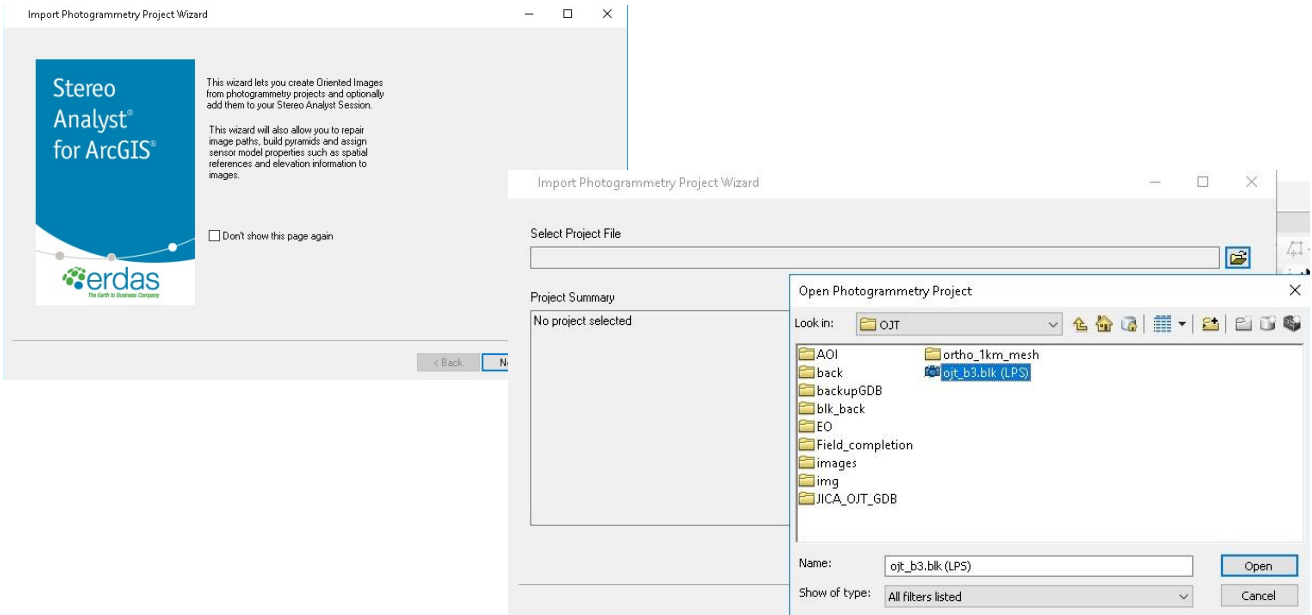 Import Photogrammetry Project Wizard
Stereo
Analyst®
for ArcGIS®
erdas
The Earth to Business Company
This wizard lets you create Oriented Images
from photogrammetry projects and optionally
add them to your Stereo Analyst Session.
This wizard will also allow you to repair
image paths, build pyramids and assign
sensor model properties such as spatial
references and elevation information to
images.
Don't show this page again
< Back
Import Photogrammetry Project Wizard
Select Project File
Project Summary
No project selected
Open Photogrammetry Project
Look in:
OJT
AOI
back
backupGDB
blk_back
EO
Field_completion
images
img
JICA_OJT_GDB
ortho_1km_mesh
ojt_b3.blk (LPS)
Name:
ojt_b3.blk (LPS)
Open
Show of type:
All filters listed
Cancel